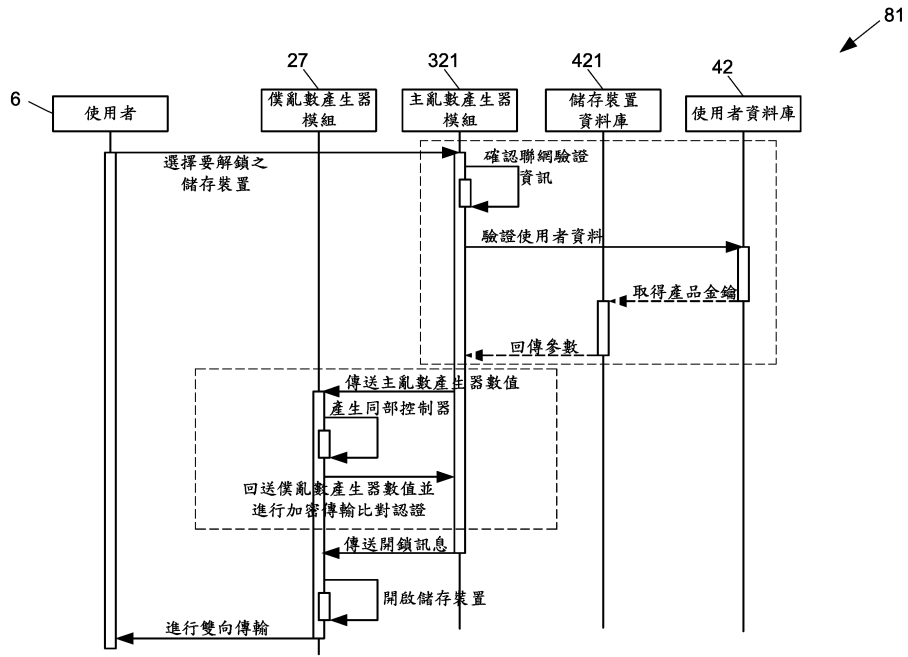 81
6
27
321
421
42
使用者
僕亂數產生器
模組
主亂數產生器
模組
儲存裝置
資料庫
使用者資料庫
選擇要解鎖之
儲存裝置
確認聯網驗證
資訊
驗證使用者資料
取得產品金鑰
回傳參數
傳送主亂數產生器數值
產生同部控制器
回送僕亂數產生器數值並
進行加密傳輸比對認證
傳送開鎖訊息
開啟儲存裝置
進行雙向傳輸